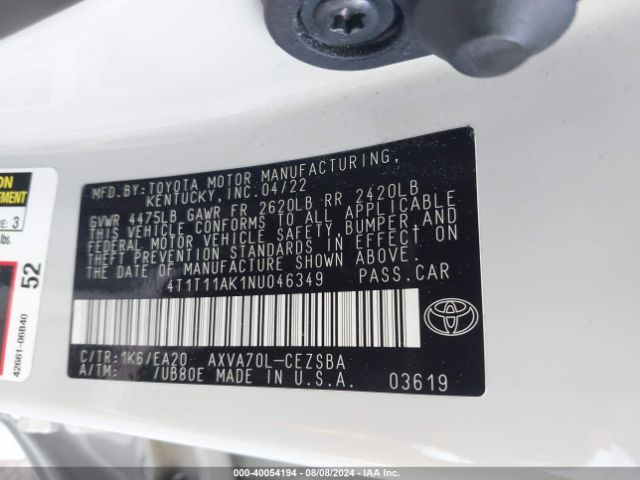 MFD. BY: TOYOTA MOTOR MANUFACTURING,
KENTUCKY, INC. 04/22
GVWR 4475LB GAWR FR 2620LB RR 2420LB
THIS VEHICLE CONFORMS TO ALL APPLICABLE
FEDERAL MOTOR VEHICLE SAFETY, BUMPER, AND
THEFT PREVENTION STANDARDS IN EFFECT ON
THE DATE OF MANUFACTURE SHOWN ABOVE.
4T1T11AK1NU046349 PASS.CAR
C/TR: 1K6/EA20 AXVA70L-CEZSBA
A/TM: /UB80E MADE IN U.S.A.
03619
3
lbs.
52
42661-06B40
000-40054194 - 08/08/2024 - IAA Inc.